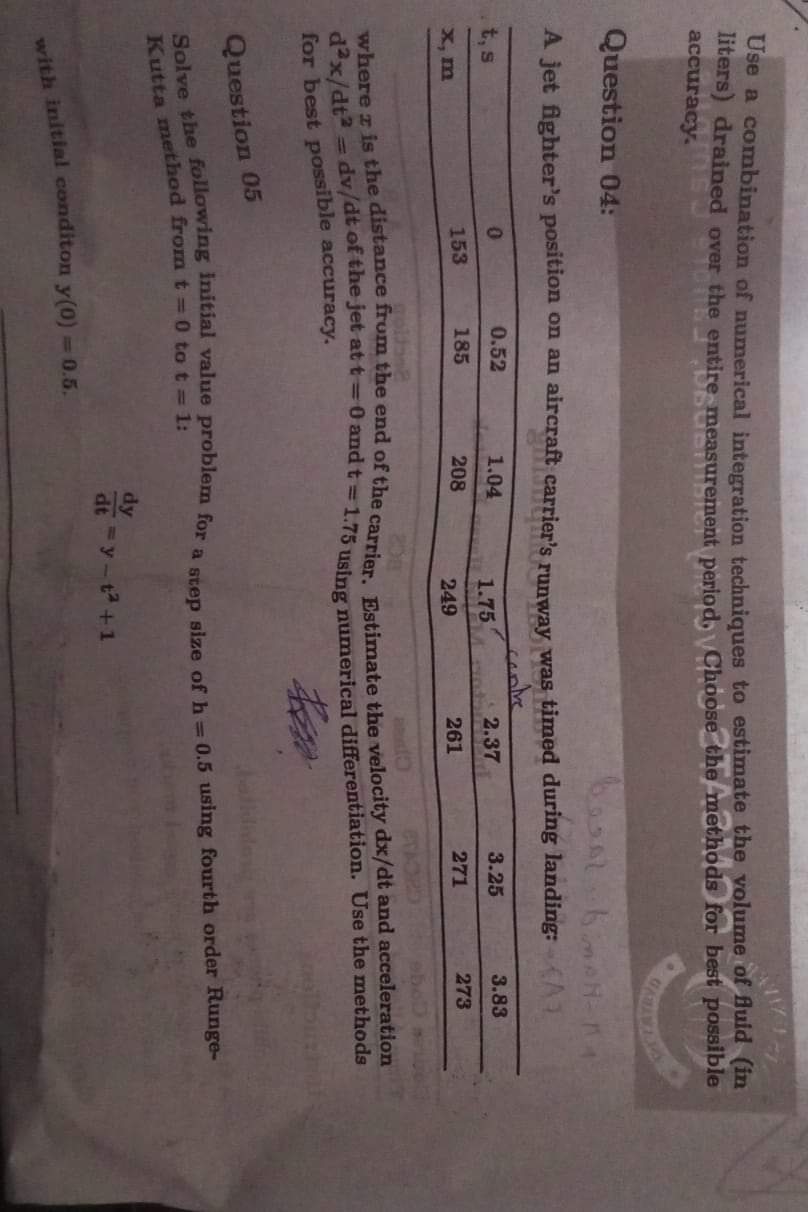 Use a combination of numerical integration techniques to estimate the volume of fluid (in
liters) drained over the entire measurement period. Choose the methods for best possible
accuracy.
Question 04:
A jet fighter's position on an aircraft carrier's runway was timed during landing:
centre
t, s 0 0.52 1.04 1.75 2.37 3.25 3.83
x, m 153 185 208 249 261 271 273
where x is the distance from the end of the carrier. Estimate the velocity dx/dt and acceleration
d²x/dt² = dv/dt of the jet at t = 0 and t = 1.75 using numerical differentiation. Use the methods
for best possible accuracy.
Question 05
Solve the following initial value problem for a step size of h = 0.5 using fourth order Runge-
Kutta method from t = 0 to t = 1:
dy
dt = y - t² + 1
with initial conditon y(0) = 0.5.